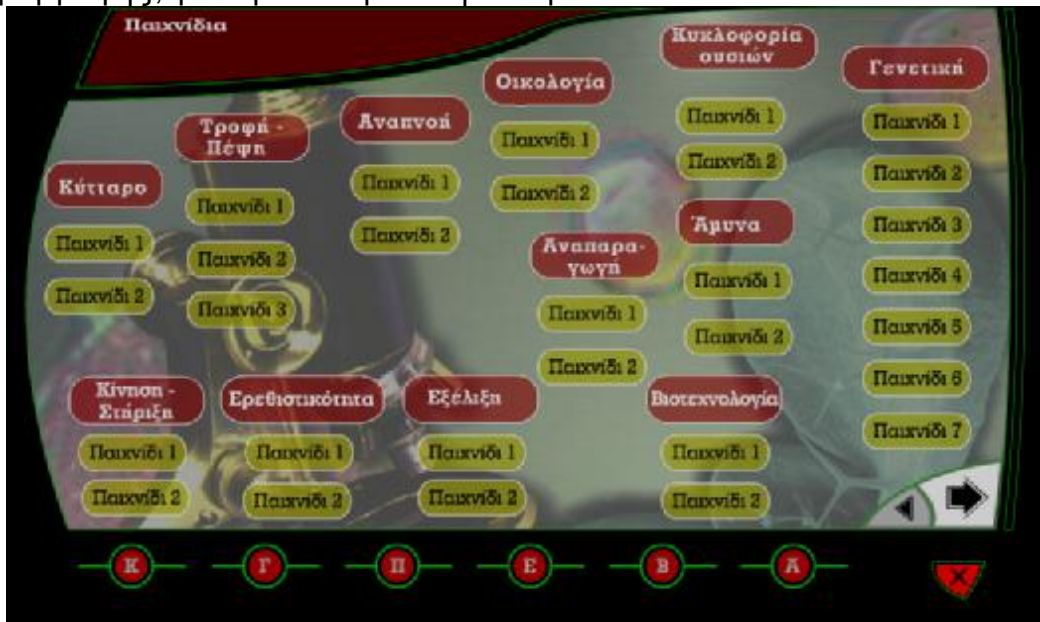 Παιχνίδια
Κύτταρο
Παιχνίδι 1
Παιχνίδι 2
Τροφή -
Πέψη
Παιχνίδι 1
Παιχνίδι 2
Παιχνίδι 3
Αναπνοή
Παιχνίδι 1
Παιχνίδι 2
Οικολογία
Παιχνίδι 1
Παιχνίδι 2
Κυκλοφορία
ουσιών
Παιχνίδι 1
Παιχνίδι 2
Γενετική
Παιχνίδι 1
Παιχνίδι 2
Παιχνίδι 3
Παιχνίδι 4
Παιχνίδι 5
Παιχνίδι 6
Παιχνίδι 7
Αναπαρα-
γωγή
Παιχνίδι 1
Παιχνίδι 2
Άμυνα
Παιχνίδι 1
Παιχνίδι 2
Κίνηση -
Στήριξη
Παιχνίδι 1
Παιχνίδι 2
Ερεθιστικότητα
Παιχνίδι 1
Παιχνίδι 2
Εξέλιξη
Παιχνίδι 1
Παιχνίδι 2
Βιοτεχνολογία
Παιχνίδι 1
Παιχνίδι 2
Κ Γ Π Ε Β Α